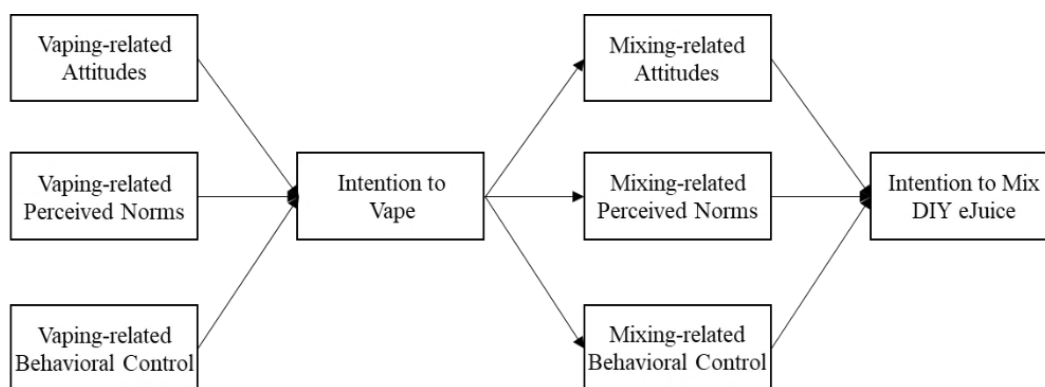 Vaping-related
Attitudes
Mixing-related
Attitudes
Vaping-related
Perceived Norms
Intention to
Vape
Mixing-related
Perceived Norms
Intention to Mix
DIY eJuice
Vaping-related
Behavioral Control
Mixing-related
Behavioral Control